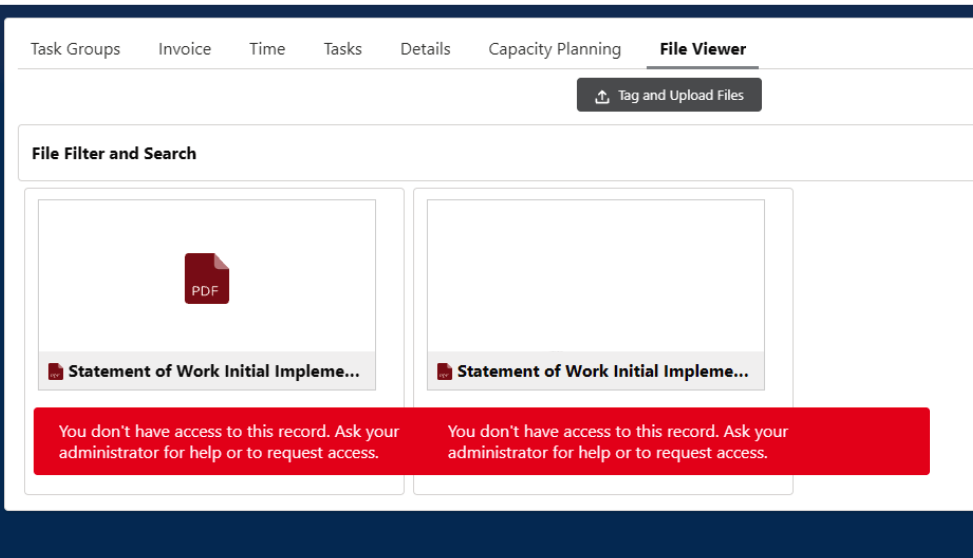 Task Groups Invoice Time Tasks Details Capacity Planning File Viewer
Tag and Upload Files
File Filter and Search
PDF
Statement of Work Initial Impleme...
Statement of Work Initial Impleme...
You don't have access to this record. Ask your
administrator for help or to request access.
You don't have access to this record. Ask your
administrator for help or to request access.